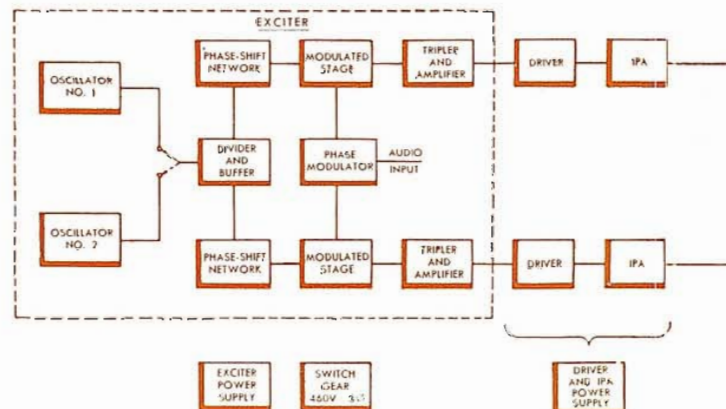 EXCITER
PHASE-SHIFT
NETWORK
MODULATED
STAGE
TRIPLER
AND
AMPLIFIER
DRIVER
IPA
OSCILLATOR
NO. 1
DIVIDER
AND
BUFFER
PHASE
MODULATOR
AUDIO
INPUT
OSCILLATOR
NO. 2
PHASE-SHIFT
NETWORK
MODULATED
STAGE
TRIPLER
AND
AMPLIFIER
DRIVER
IPA
EXCITER
POWER
SUPPLY
SWITCH
GEAR
460V
DRIVER
AND IPA
POWER
SUPPLY